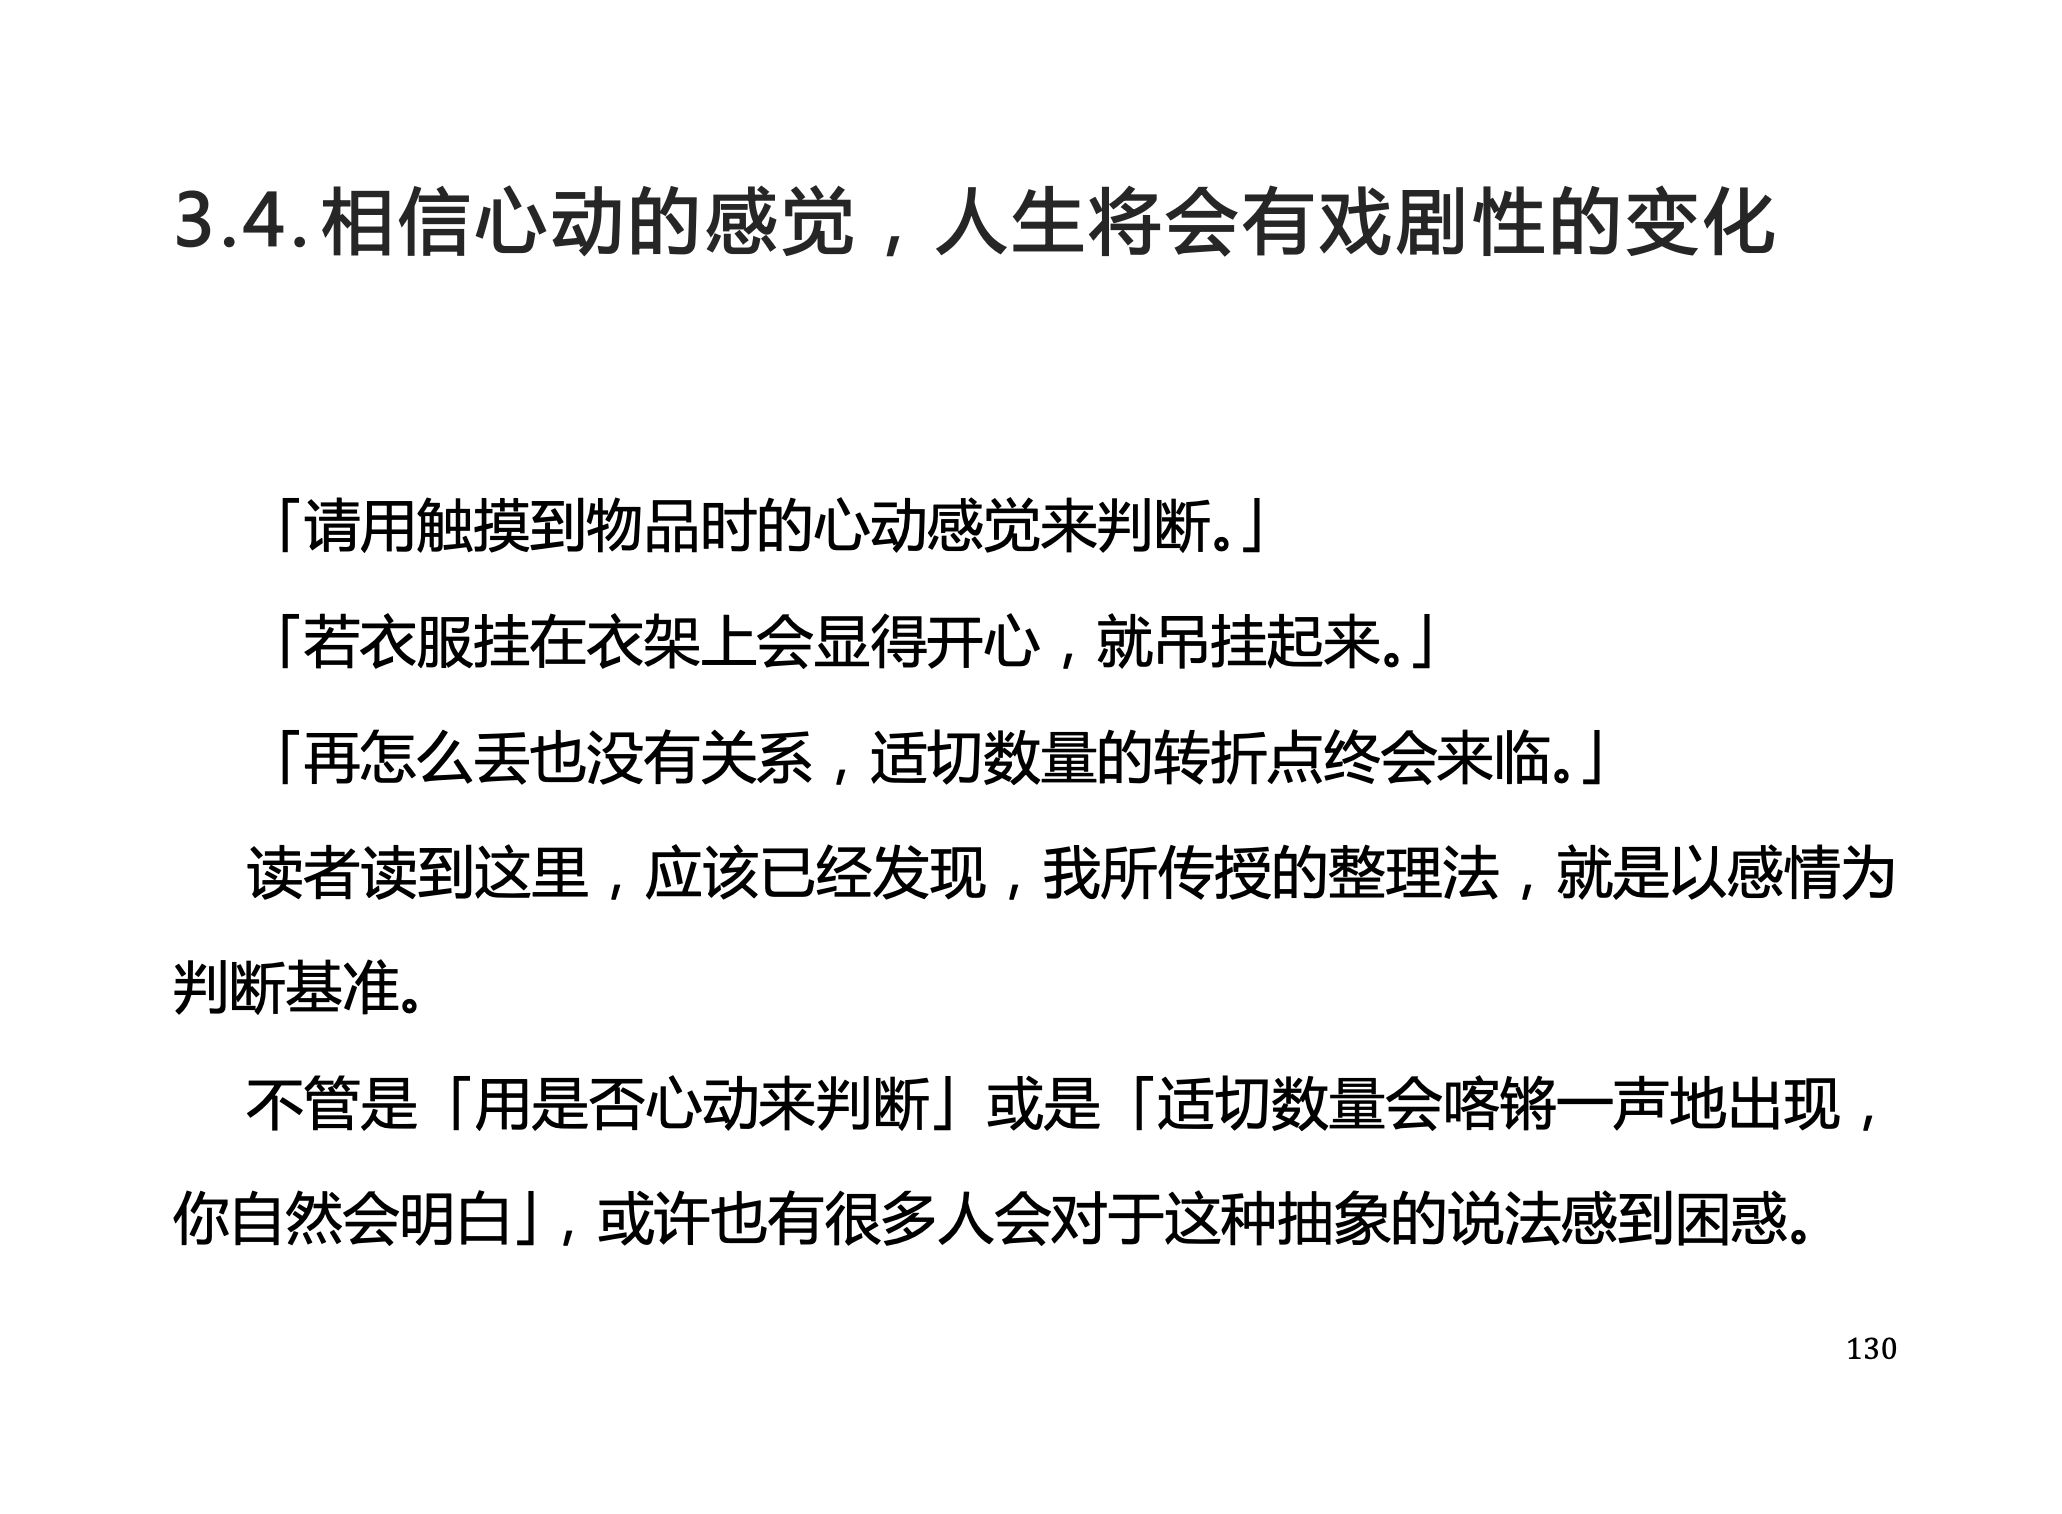 3.4.相信心动的感觉，人生将会有戏剧性的变化
「请用触摸到物品时的心动感觉来判断。」
「若衣服挂在衣架上会显得开心，就吊挂起来。」
「再怎么丢也没有关系，适切数量的转折点终会来临。」
读者读到这里，应该已经发现，我所传授的整理法，就是以感情为
判断基准。
不管是「用是否心动来判断」或是「适切数量会喀锵一声地出现，
你自然会明白」，或许也有很多人会对于这种抽象的说法感到困惑。
130